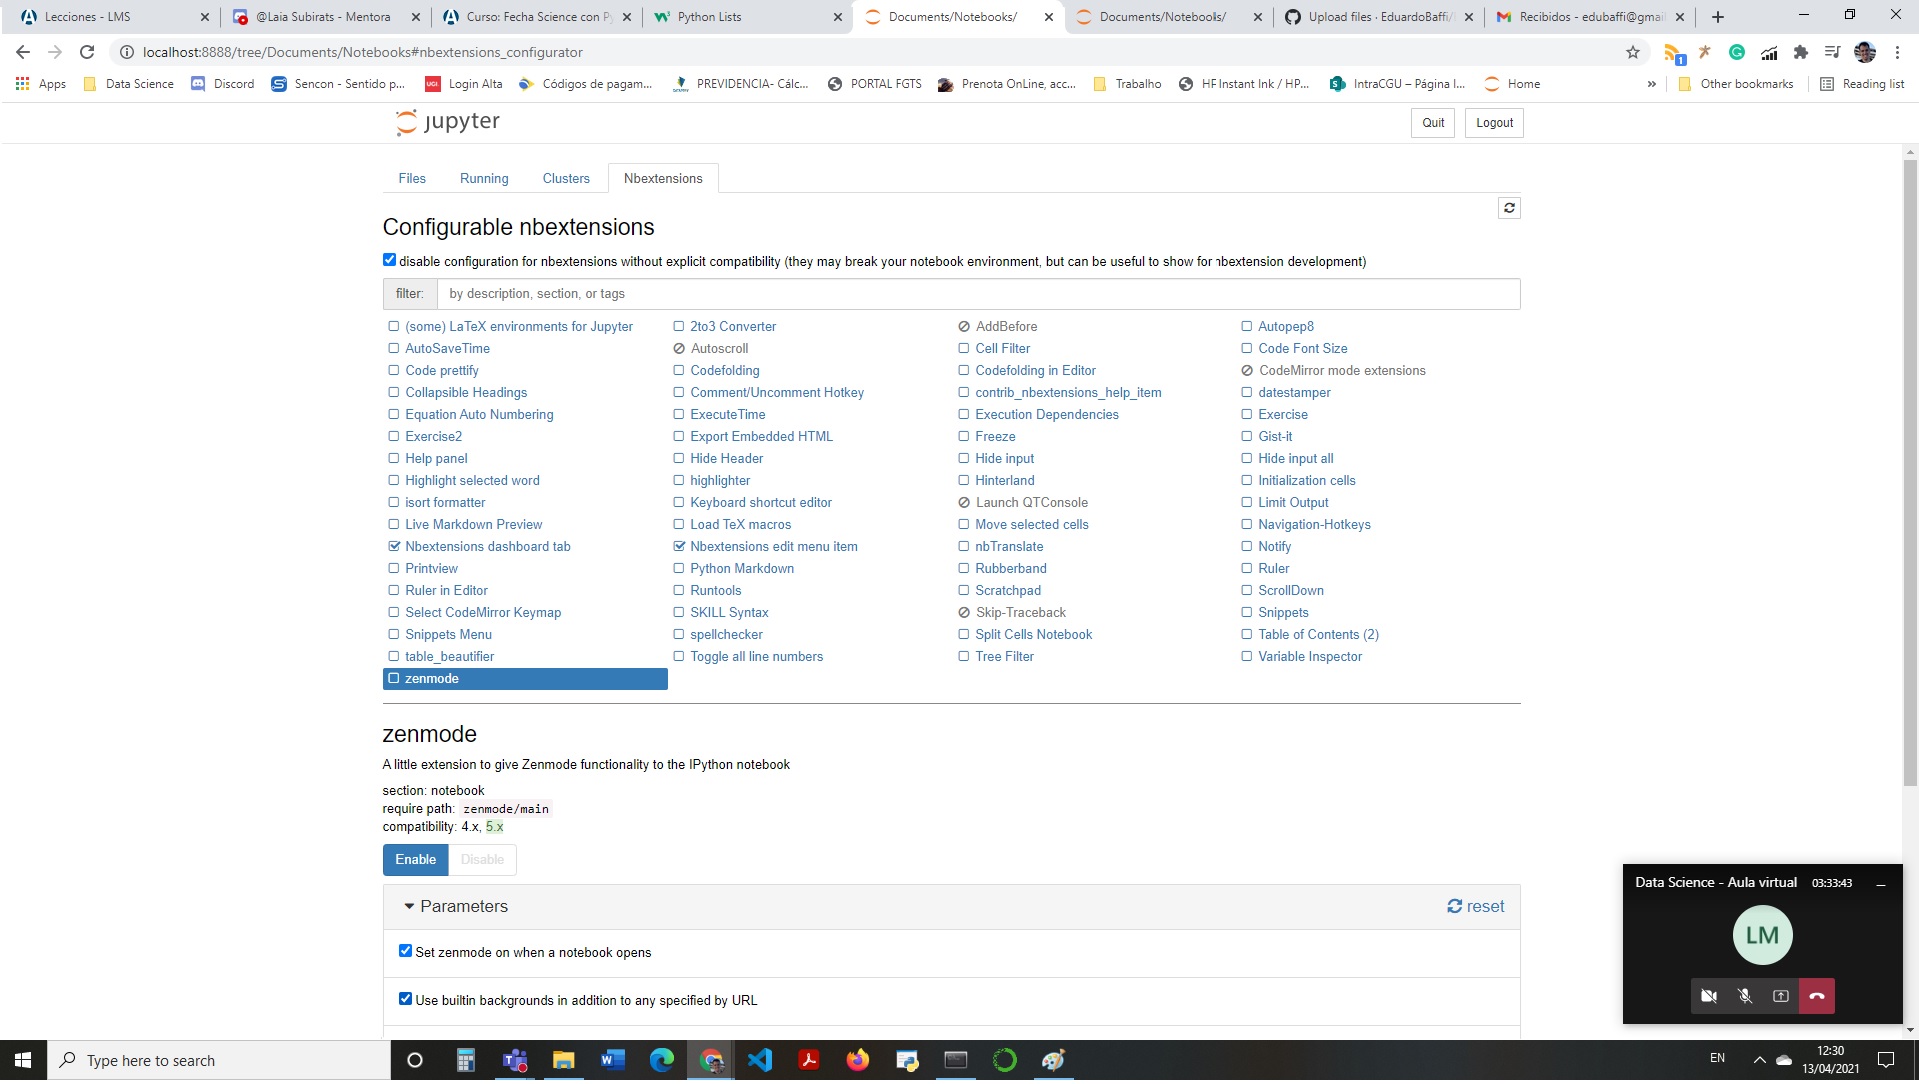 Lecciones - LMS
@Laia Subirats - Mentora
Curso: Fecha Science con Py
Python Lists
Documents/Notebooks/
Documents/Notebooks/
Upload files · EduardoBaffi/
Recibidos - edubaffi@gmai
localhost:8888/tree/Documents/Notebooks#nbextensions_configurator
Apps
Data Science
Discord
Sencon - Sentido p...
Login Alta
Códigos de pagam...
PREVIDENCIA- Cálc...
PORTAL FGTS
Prenota OnLine, acc...
Trabalho
HF Instant Ink / HP...
IntraCGU – Página I...
Home
»
Other bookmarks
Reading list
jupyter
Quit
Logout
Files
Running
Clusters
Nbextensions
Configurable nbextensions
disable configuration for nbextensions without explicit compatibility (they may break your notebook environment, but can be useful to show for nbextension development)
filter:
by description, section, or tags
(some) LaTeX environments for Jupyter
2to3 Converter
AddBefore
Autopep8
AutoSaveTime
Autoscroll
Cell Filter
Code Font Size
Code prettify
Codefolding
Codefolding in Editor
CodeMirror mode extensions
Collapsible Headings
Comment/Uncomment Hotkey
contrib_nbextensions_help_item
datestamper
Equation Auto Numbering
ExecuteTime
Execution Dependencies
Exercise
Exercise2
Export Embedded HTML
Freeze
Gist-it
Help panel
Hide Header
Hide input
Hide input all
Highlight selected word
highlighter
Hinterland
Initialization cells
isort formatter
Keyboard shortcut editor
Launch QTConsole
Limit Output
Live Markdown Preview
Load TeX macros
Move selected cells
Navigation-Hotkeys
Nbextensions dashboard tab
Nbextensions edit menu item
nbTranslate
Notify
Printview
Python Markdown
Rubberband
Ruler
Ruler in Editor
Runtools
Scratchpad
ScrollDown
Select CodeMirror Keymap
SKILL Syntax
Skip-Traceback
Snippets
Snippets Menu
spellchecker
Split Cells Notebook
Table of Contents (2)
table_beautifier
Toggle all line numbers
Tree Filter
Variable Inspector
zenmode
zenmode
A little extension to give Zenmode functionality to the IPython notebook
section: notebook
require path: zenmode/main
compatibility: 4.x, 5.x
Enable
Disable
Parameters
reset
Set zenmode on when a notebook opens
Use builtin backgrounds in addition to any specified by URL
Data Science - Aula virtual
03:33:43
LM
Type here to search
EN
12:30
13/04/2021